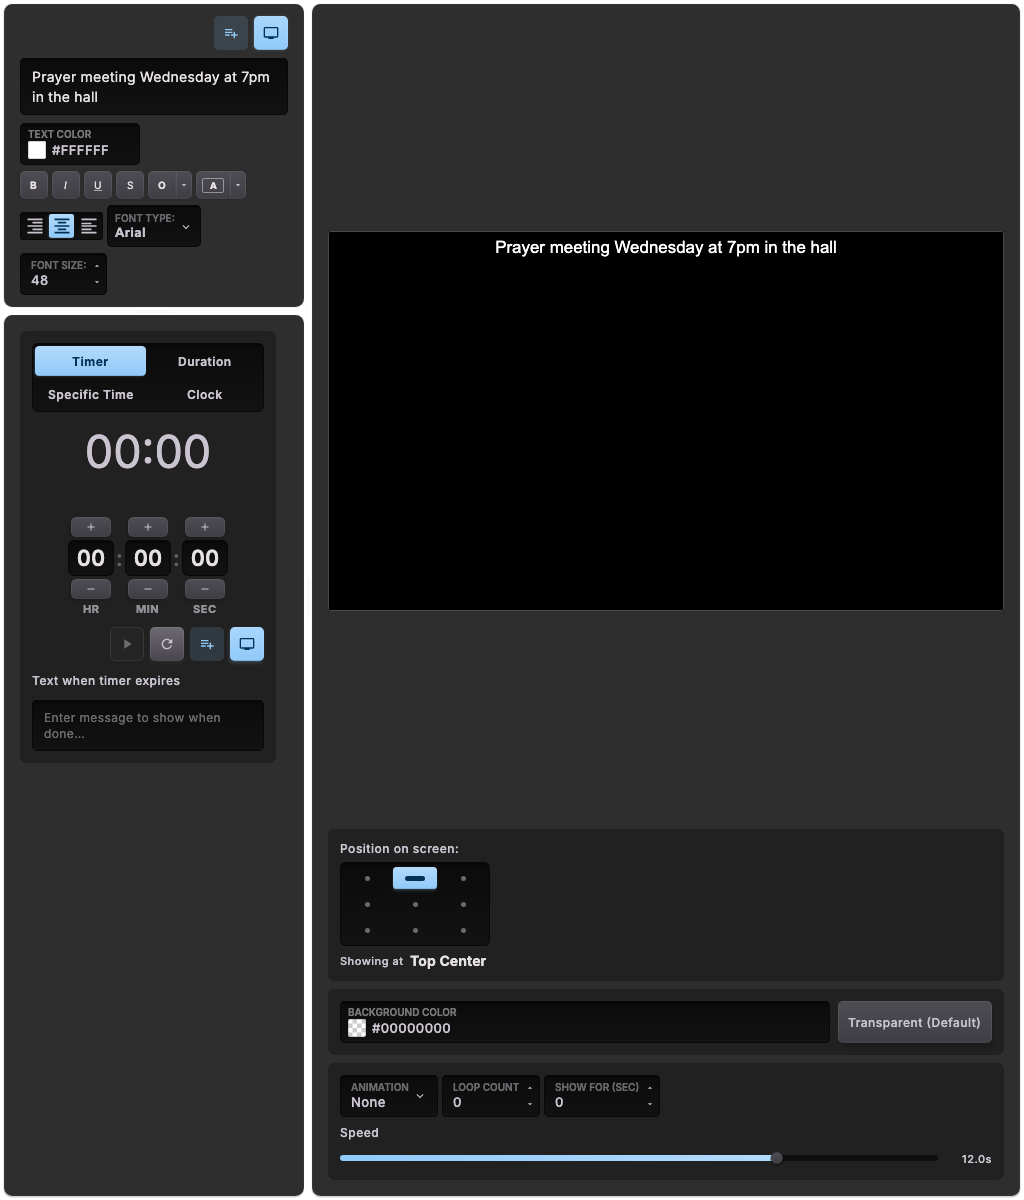 Prayer meeting Wednesday at 7pm
in the hall
TEXT COLOR
#FFFFFF
B I U S O A
FONT TYPE:
Arial
FONT SIZE:
48
Timer Duration
Specific Time Clock
00:00
+ + +
00 : 00 : 00
− − −
HR MIN SEC
Text when timer expires
Enter message to show when
done...
Prayer meeting Wednesday at 7pm in the hall
Position on screen:
Showing at Top Center
BACKGROUND COLOR
#00000000
Transparent (Default)
ANIMATION LOOP COUNT SHOW FOR (SEC)
None 0 0
Speed
12.0s